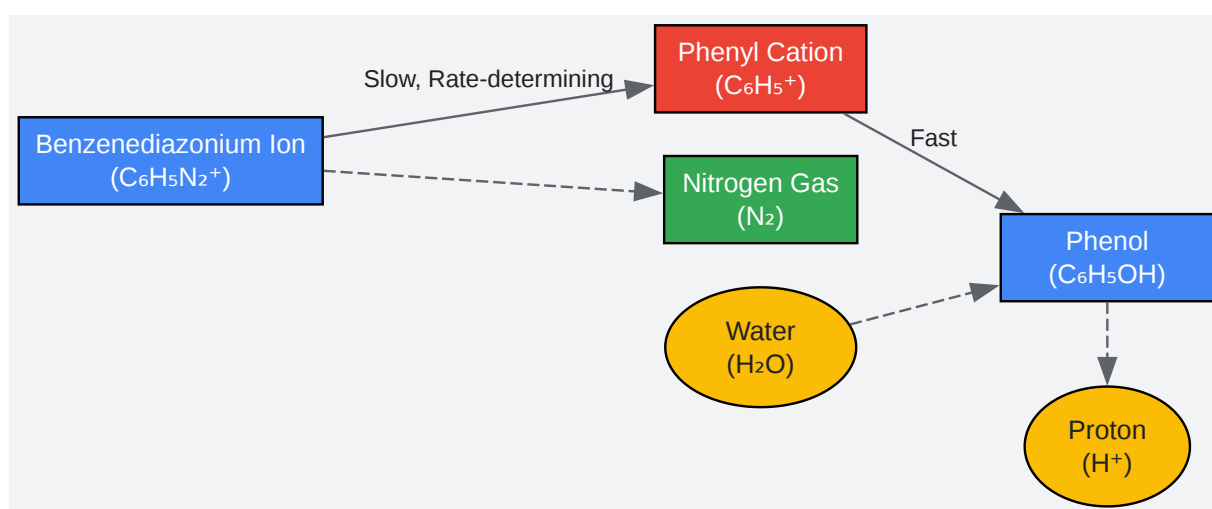 Benzenediazonium Ion
(C₆H₅N₂⁺)
Slow, Rate-determining
Phenyl Cation
(C₆H₅⁺)
Nitrogen Gas
(N₂)
Fast
Phenol
(C₆H₅OH)
Water
(H₂O)
Proton
(H⁺)